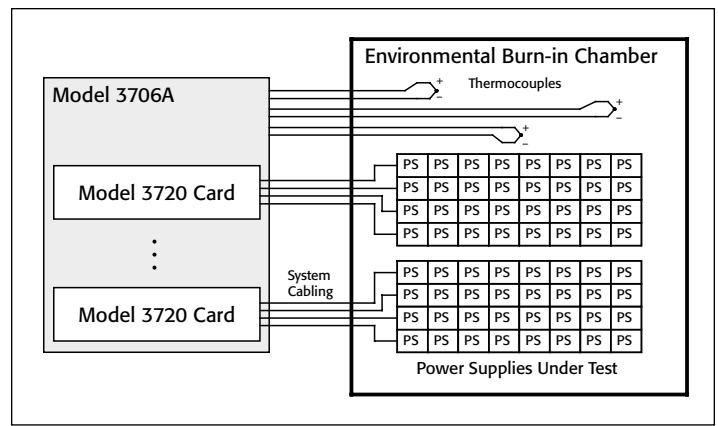 Environmental Burn-in Chamber
Model 3706A
Thermocouples
+
−
+
−
+
−
Model 3720 Card
PS PS PS PS PS PS PS PS
PS PS PS PS PS PS PS PS
PS PS PS PS PS PS PS PS
PS PS PS PS PS PS PS PS
System
Cabling
Model 3720 Card
PS PS PS PS PS PS PS PS
PS PS PS PS PS PS PS PS
PS PS PS PS PS PS PS PS
PS PS PS PS PS PS PS PS
Power Supplies Under Test